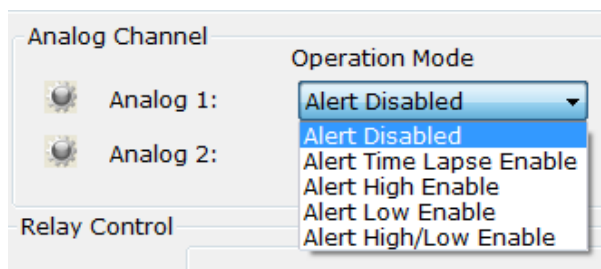 Analog Channel
Operation Mode
Analog 1:
Alert Disabled
Alert Disabled
Analog 2:
Alert Time Lapse Enable
Alert High Enable
Alert Low Enable
Alert High/Low Enable
Relay Control